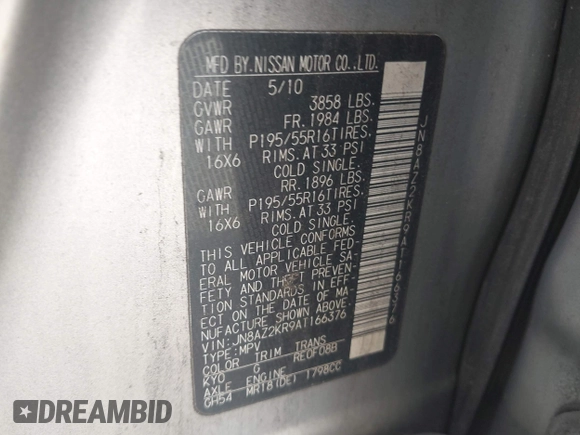 MFD BY.NISSAN MOTOR CO.,LTD.
DATE 5/10
GVWR 3858 LBS.
GAWR FR.1984 LBS.
WITH P195/55R16TIRES.
16X6 RIMS.AT 33 PSI
COLD SINGLE.
GAWR RR.1896 LBS.
WITH P195/55R16TIRES.
16X6 RIMS.AT 33 PSI
COLD SINGLE.
THIS VEHICLE CONFORMS
TO ALL APPLICABLE FED-
ERAL MOTOR VEHICLE SA-
FETY AND THEFT PREVEN-
TION STANDARDS IN EFF-
ECT ON THE DATE OF MA-
NUFACTURE SHOWN ABOVE.
VIN:JN8AZ2KR9AT166376
TYPE:MPV
COLOR TRIM TRANS
KY0 G RE0F08B
AXLE ENGINE
GH54 MR18(DE) 1798CC
JN8AZ2KR9AT166376
DREAMBID
.COM